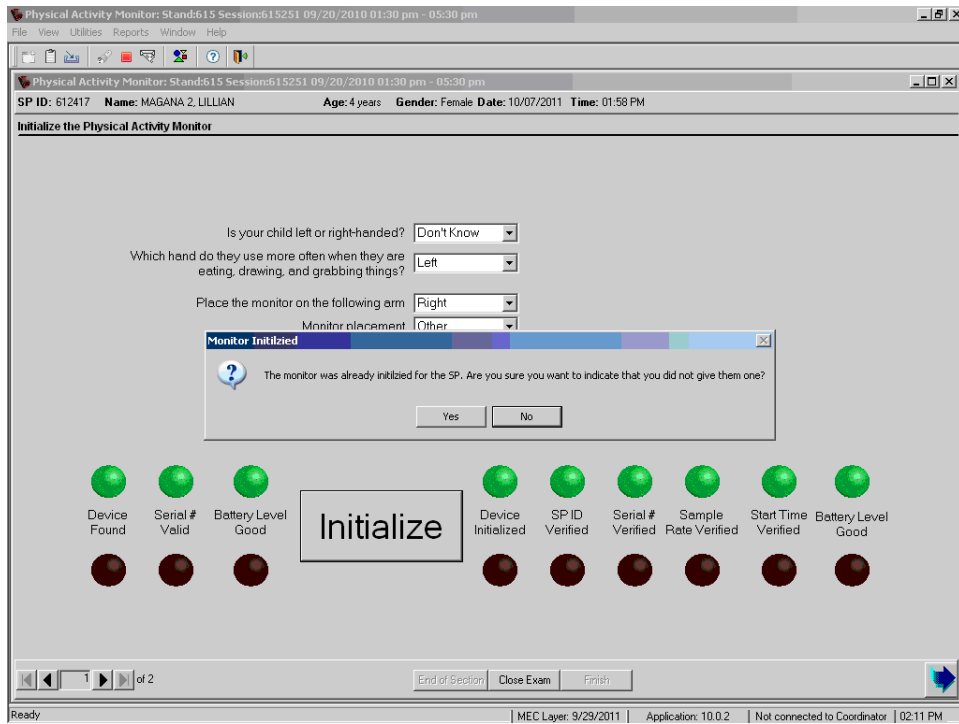 Physical Activity Monitor: Stand:615 Session:615251 09/20/2010 01:30 pm - 05:30 pm
File View Utilities Reports Window Help
Physical Activity Monitor: Stand:615 Session:615251 09/20/2010 01:30 pm - 05:30 pm
SP ID: 612417 Name: MAGANA 2, LILLIAN Age: 4 years Gender: Female Date: 10/07/2011 Time: 01:58 PM
Initialize the Physical Activity Monitor
Is your child left or right-handed? Don't Know
Which hand do they use more often when they are
eating, drawing, and grabbing things? Left
Place the monitor on the following arm Right
Monitor placement Other
Monitor Initilzied
The monitor was already initilzied for the SP. Are you sure you want to indicate that you did not give them one?
Yes No
Device Found
Serial # Valid
Battery Level Good
Initialize
Device Initialized
SP ID Verified
Serial # Verified
Sample Rate Verified
Start Time Verified
Battery Level Good
1 of 2
End of Section Close Exam Finish
Ready MEC Layer: 9/29/2011 Application: 10.0.2 Not connected to Coordinator 02:11 PM